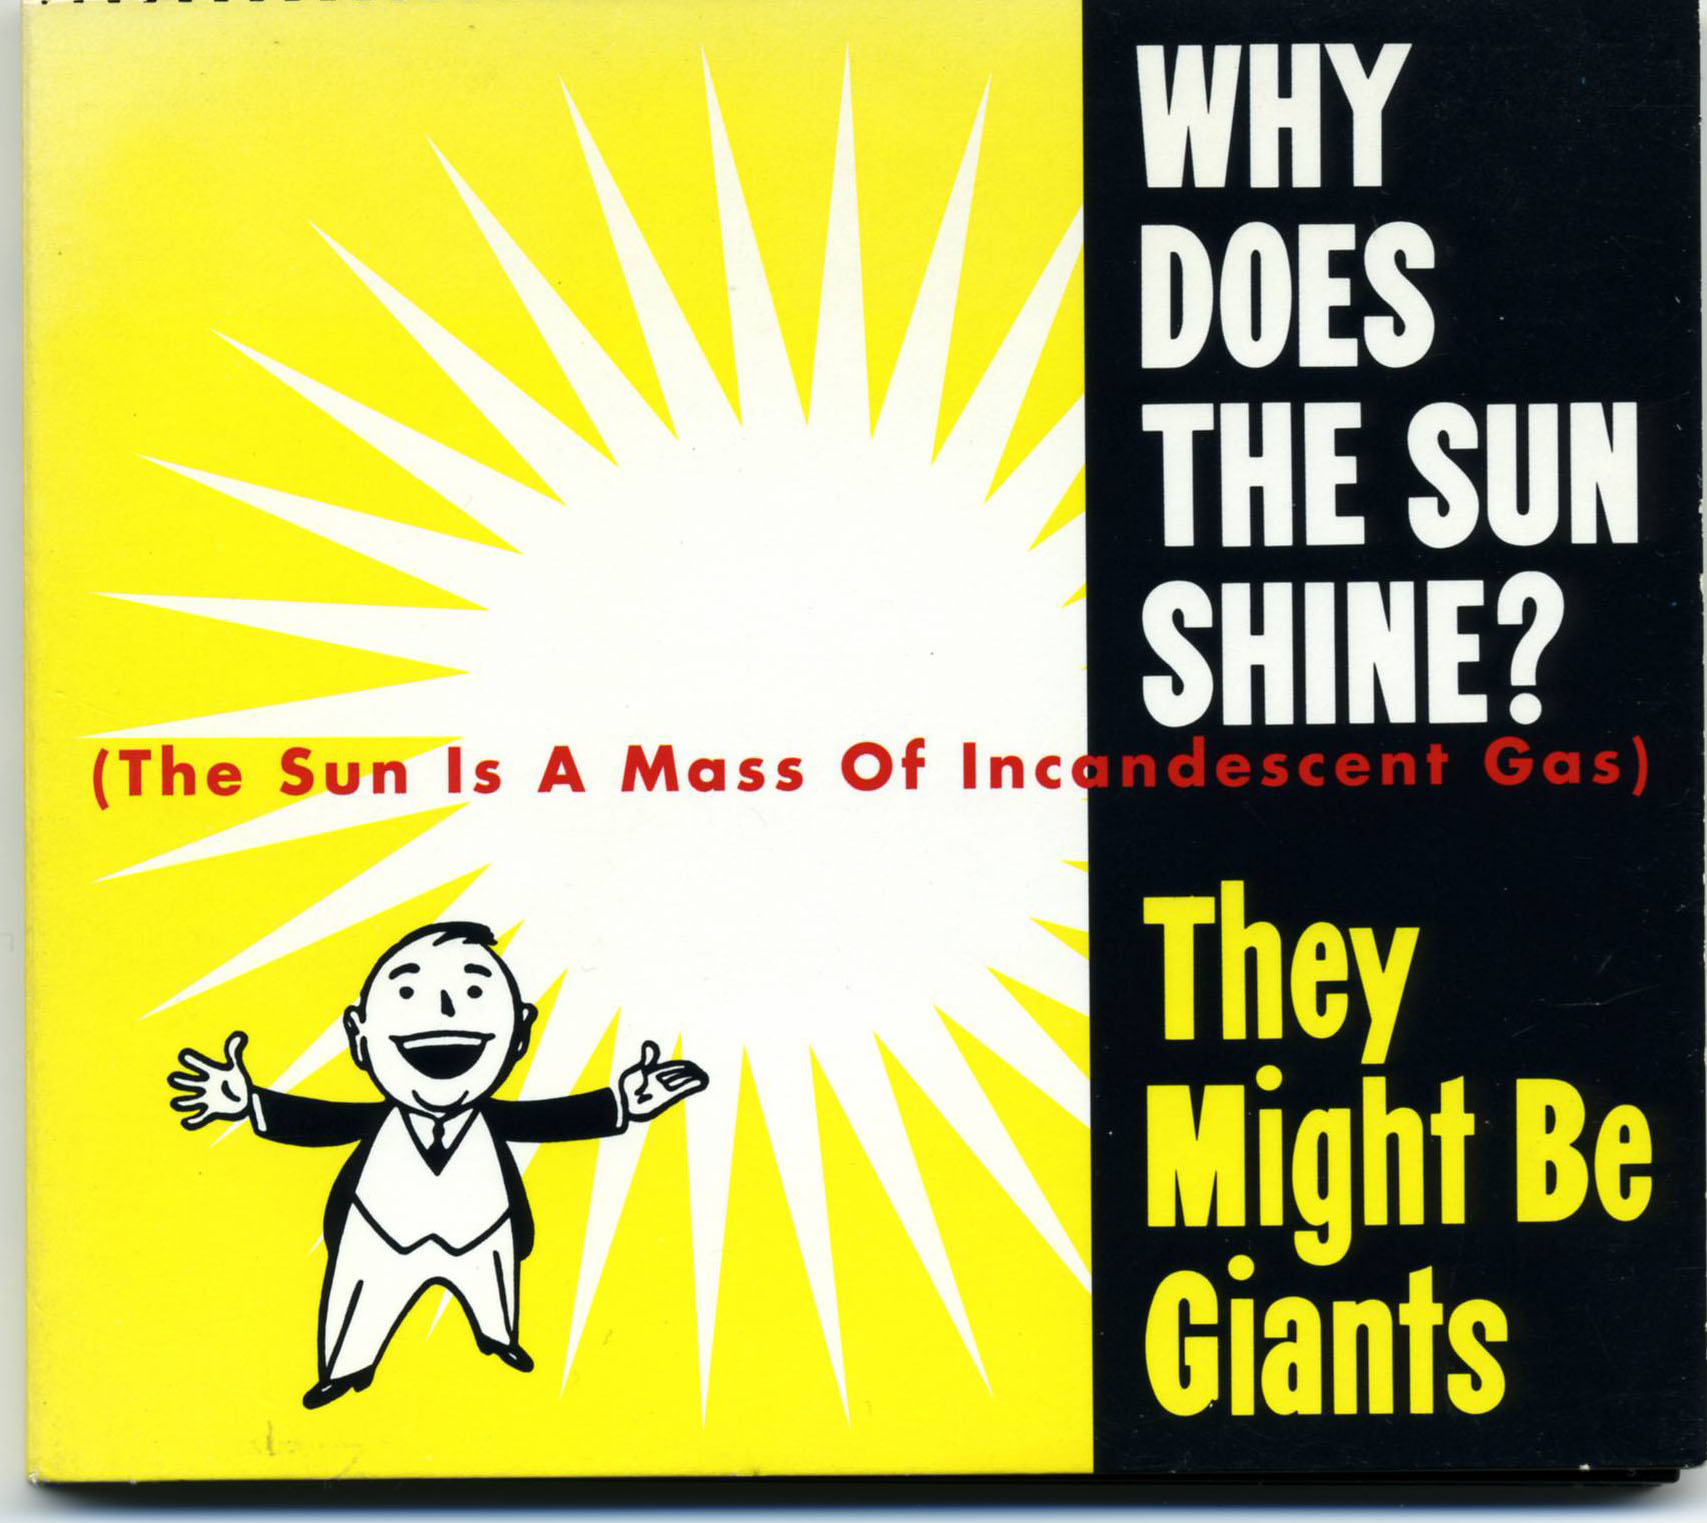 WHY
DOES
THE SUN
SHINE?
(The Sun Is A Mass Of Incandescent Gas)
They
Might Be
Giants